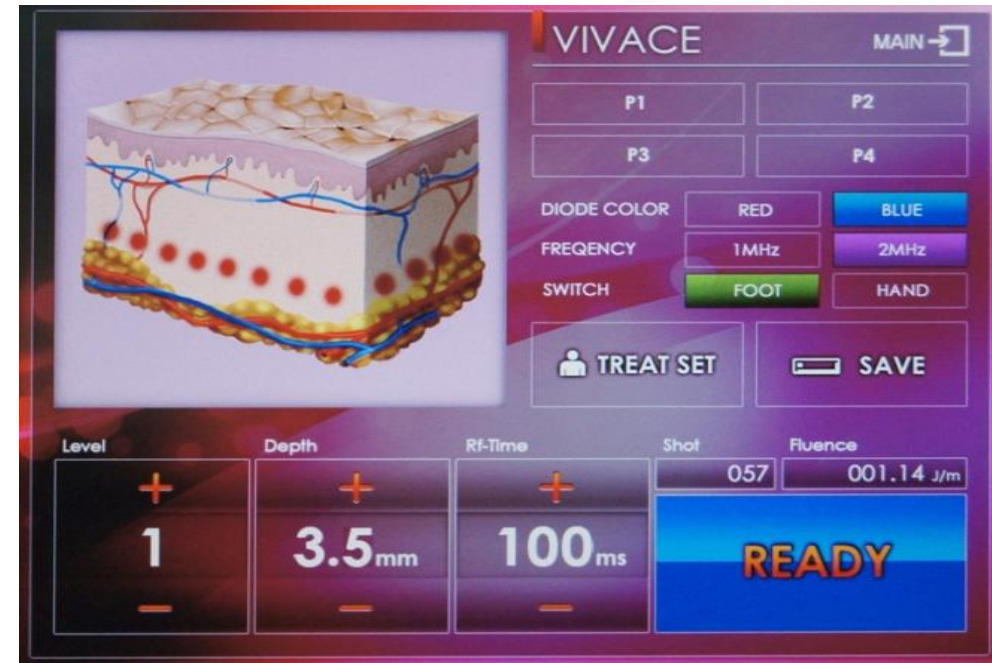 VIVACE
MAIN
P1 P2
P3 P4
DIODE COLOR RED BLUE
FREQENCY 1MHz 2MHz
SWITCH FOOT HAND
TREAT SET SAVE
Level Depth Rf-Time Shot Fluence
057 001.14 J/m
+ + +
1 3.5mm 100ms READY
− − −